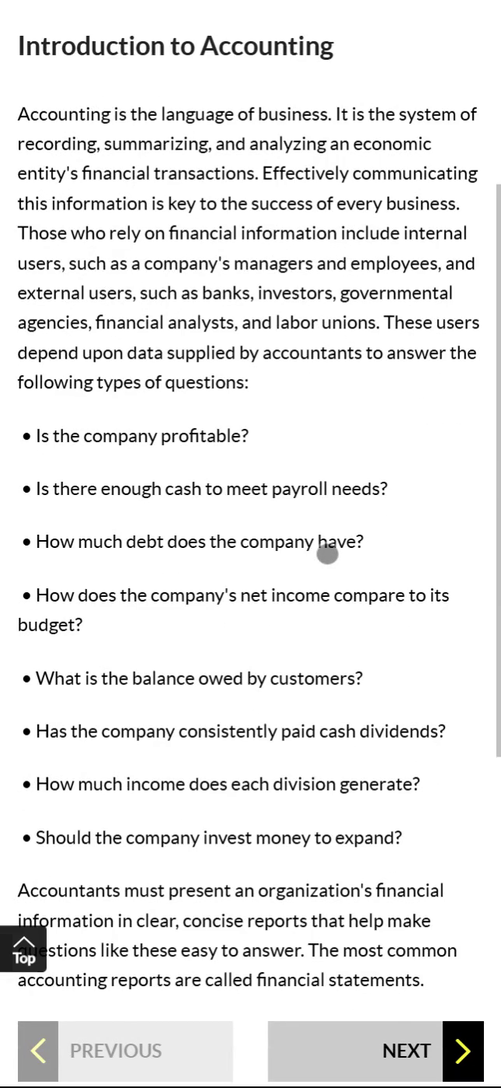 Introduction to Accounting
Accounting is the language of business. It is the system of
recording, summarizing, and analyzing an economic
entity's financial transactions. Effectively communicating
this information is key to the success of every business.
Those who rely on financial information include internal
users, such as a company's managers and employees, and
external users, such as banks, investors, governmental
agencies, financial analysts, and labor unions. These users
depend upon data supplied by accountants to answer the
following types of questions:
• Is the company profitable?
• Is there enough cash to meet payroll needs?
• How much debt does the company have?
• How does the company's net income compare to its
budget?
• What is the balance owed by customers?
• Has the company consistently paid cash dividends?
• How much income does each division generate?
• Should the company invest money to expand?
Accountants must present an organization's financial
information in clear, concise reports that help make
questions like these easy to answer. The most common
accounting reports are called financial statements.
Top
PREVIOUS
NEXT